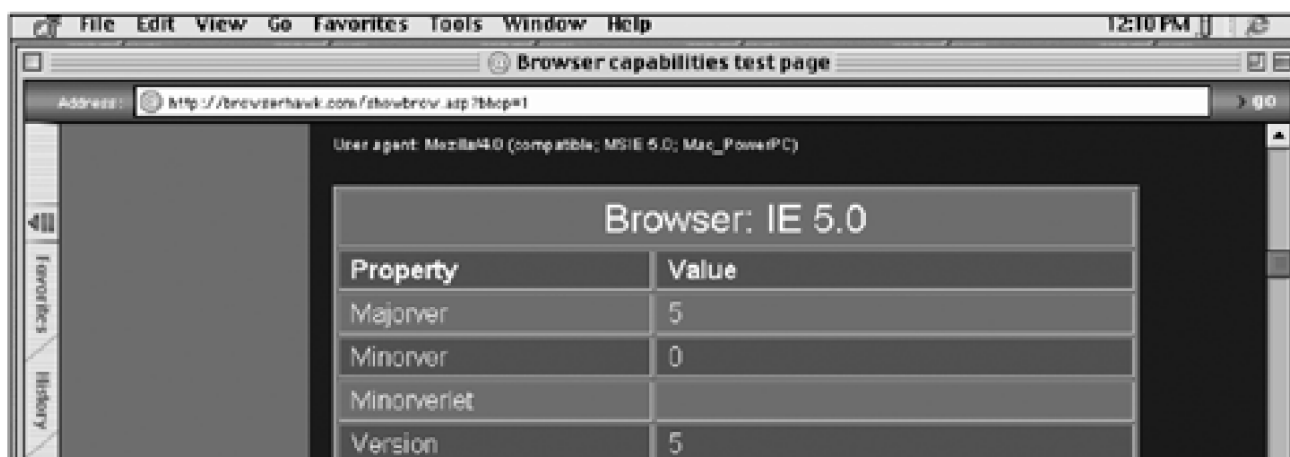 File Edit View Go Favorites Tools Window Help 12:10 PM
Browser capabilities test page
Address: http://browserhawk.com/showbrow.asp?bhcp=1 go
User agent: Mozilla/4.0 (compatible; MSIE 5.0; Mac_PowerPC)
Browser: IE 5.0
Property Value
Majorver 5
Minorver 0
Minorverlet
Version 5
Favorites
History